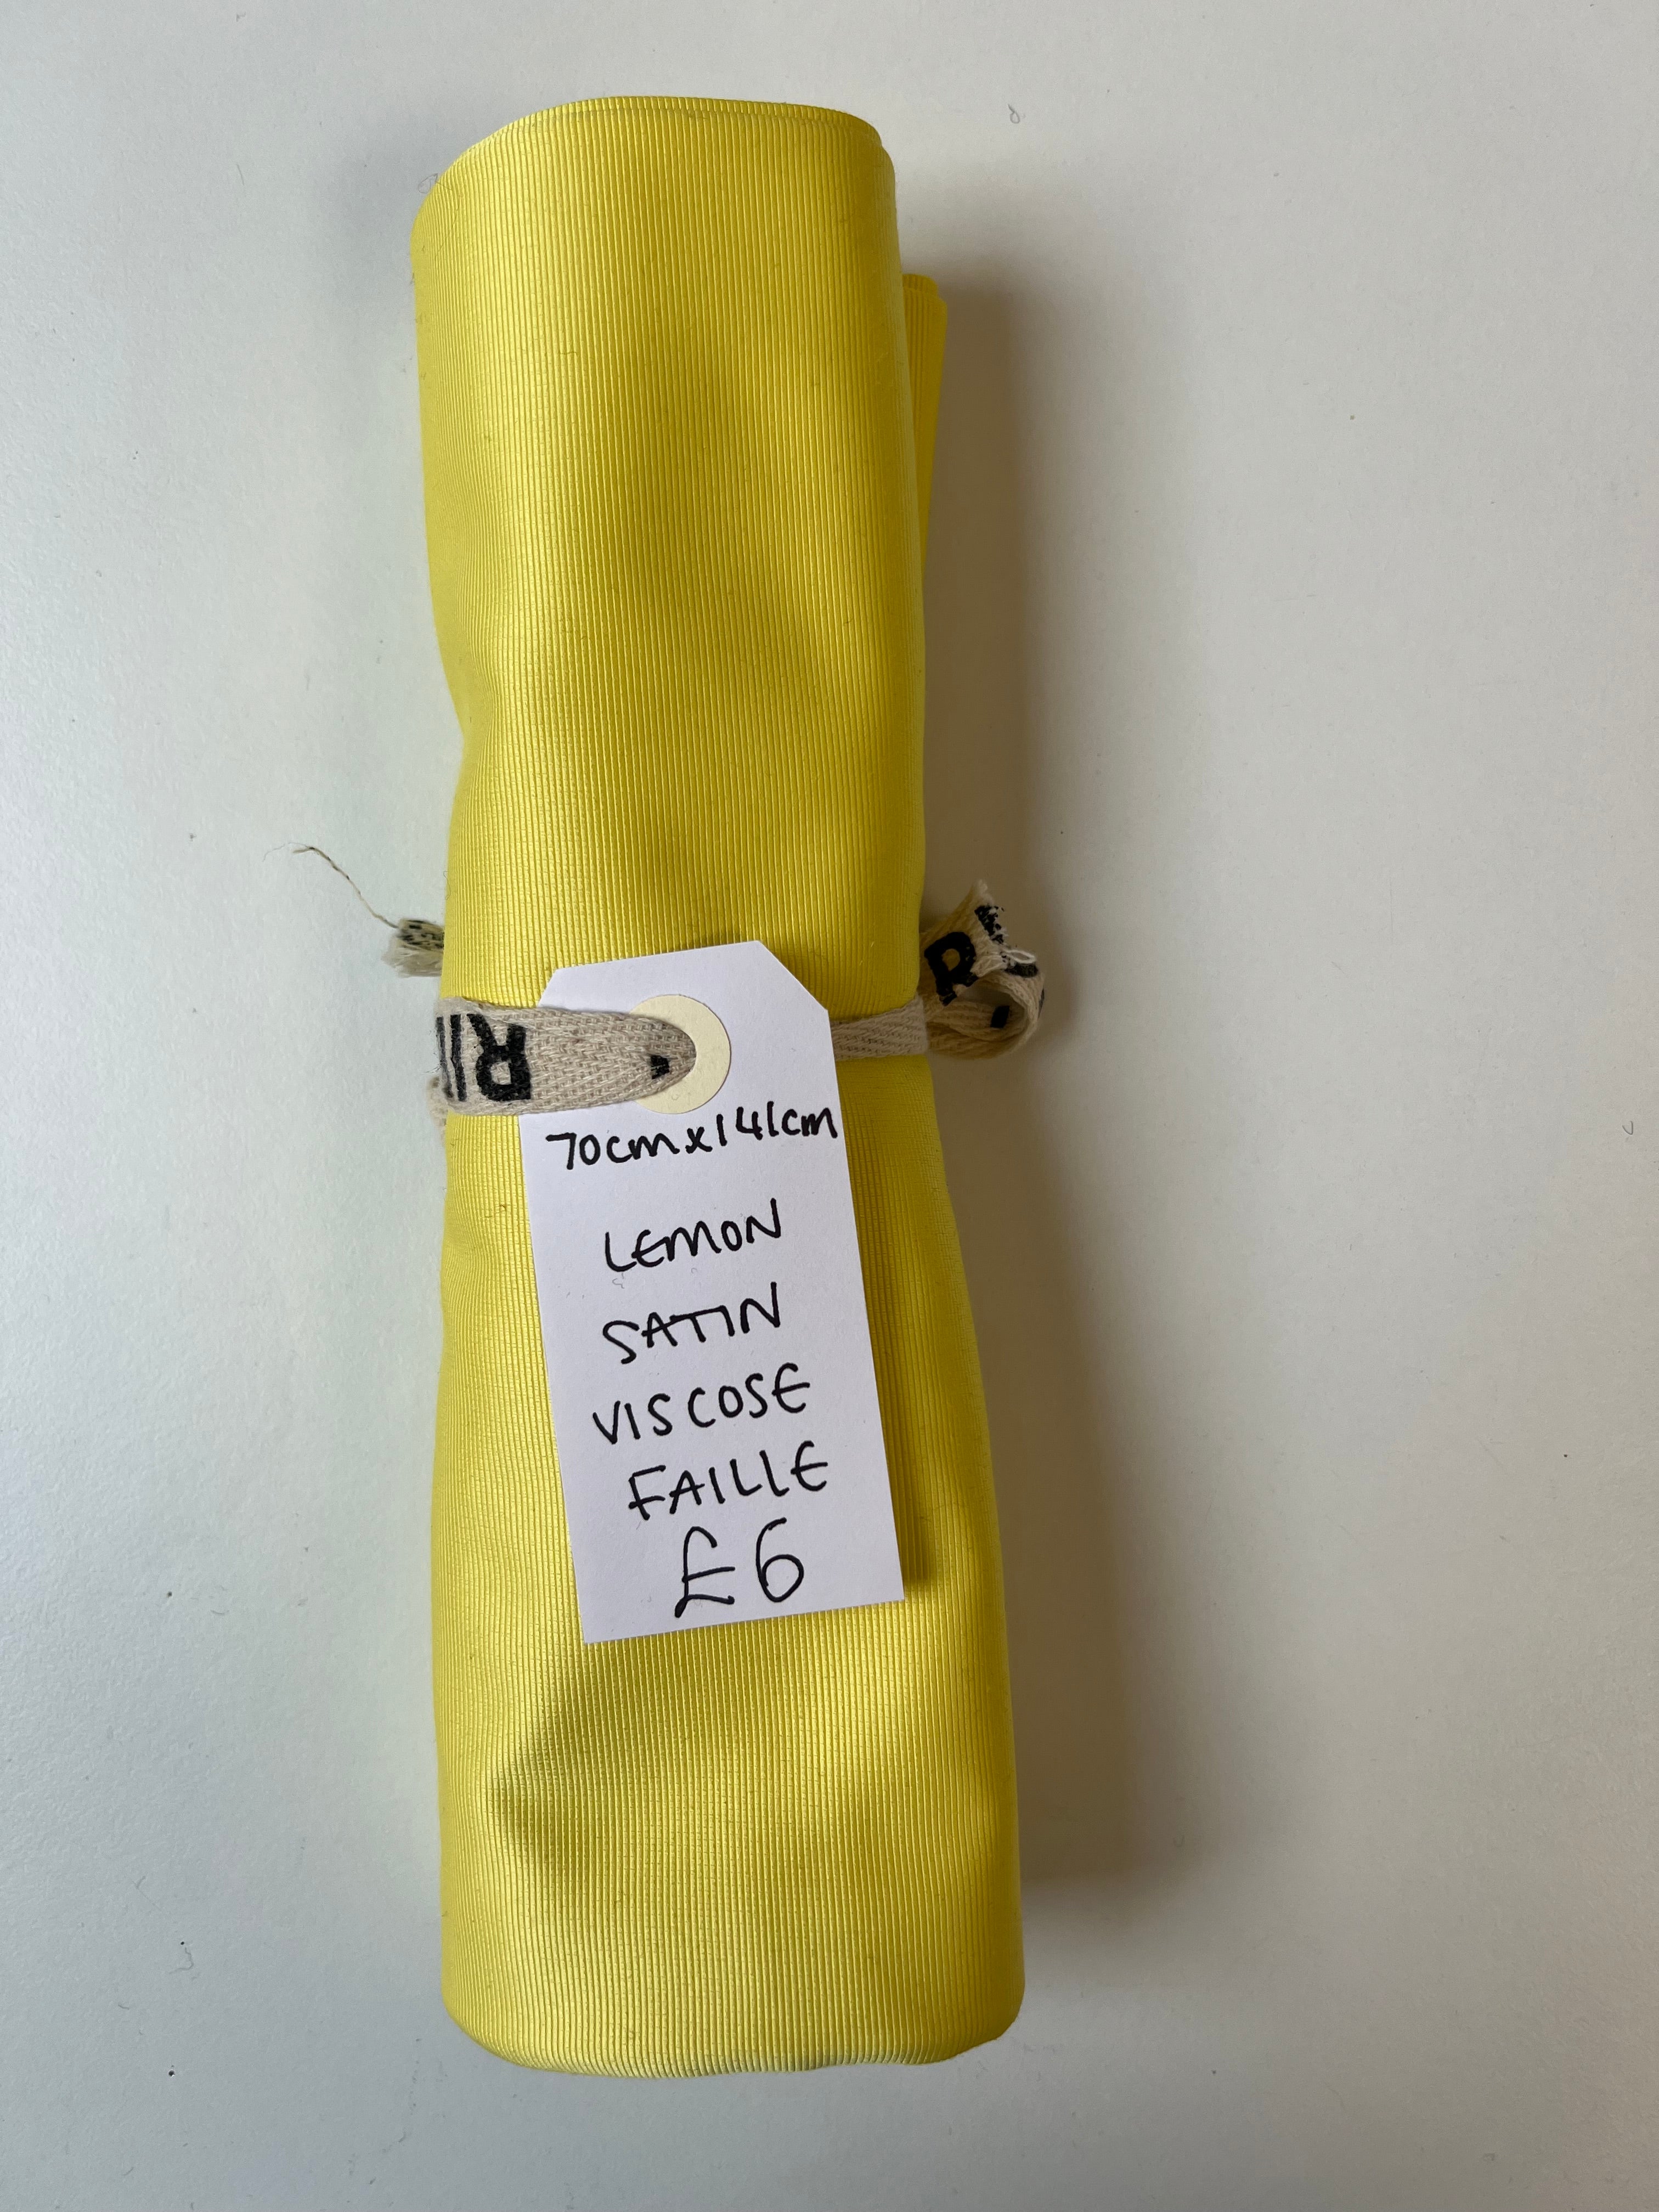 R
70cm x 141cm
LEMON
SATIN
VISCOSE
FAILLE
£6